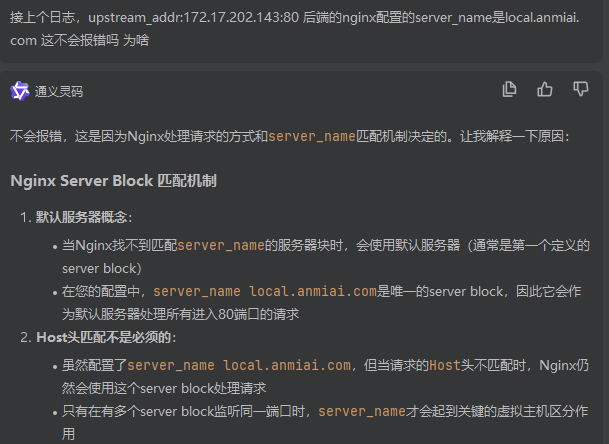 接上个日志，upstream_addr:172.17.202.143:80 后端的nginx配置的server_name是local.anmiai.
com 这不会报错吗 为啥
通义灵码
不会报错，这是因为Nginx处理请求的方式和server_name匹配机制决定的。让我解释一下原因：
Nginx Server Block 匹配机制
1. 默认服务器概念：
• 当Nginx找不到匹配server_name的服务器块时，会使用默认服务器（通常是第一个定义的
server block）
• 在您的配置中，server_name local.anmiai.com是唯一的server block，因此它会作
为默认服务器处理所有进入80端口的请求
2. Host头匹配不是必须的：
• 虽然配置了server_name local.anmiai.com，但当请求的Host头不匹配时，Nginx仍
然会使用这个server block处理请求
• 只有在有多个server block监听同一端口时，server_name才会起到关键的虚拟主机区分作
用